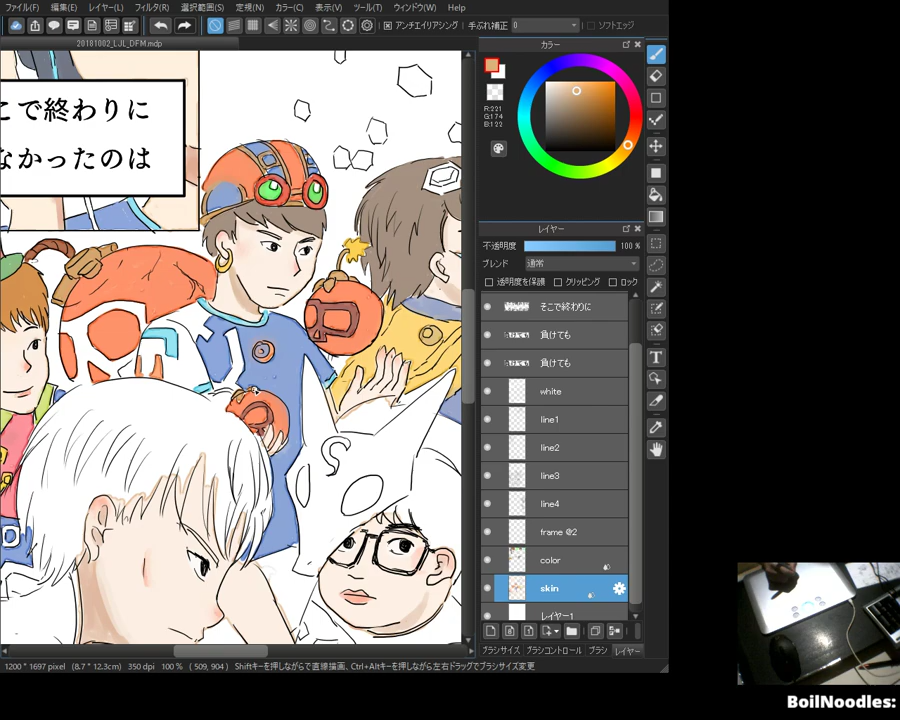 ファイル(F) 編集(E) レイヤー(L) フィルタ(R) 選択範囲(S) 定規(N) カラー(C) 表示(V) ツール(T) ウィンドウ(W) Help
アンチエイリアシング 手ぶれ補正 0 ソフトエッジ
20181002_LJL_DFM.mdp
こで終わりに
なかったのは
カラー
R:221
G:174
B:122
レイヤー
不透明度 100 %
ブレンド 通常
透明度を保護 クリッピング ロック
そこで終わりに
負けても
負けても
white
line1
line2
line3
line4
frame @2
color
skin
レイヤー1
ブラシサイズ ブラシコントロール ブラシ レイヤー
1200 * 1697 pixel (8.7 * 12.3cm) 350 dpi 100 % ( 509, 904 ) Shiftキーを押しながらで直線描画、Ctrl+Altキーを押しながら右ドラッグでブラシサイズ変更
BoilNoodles: